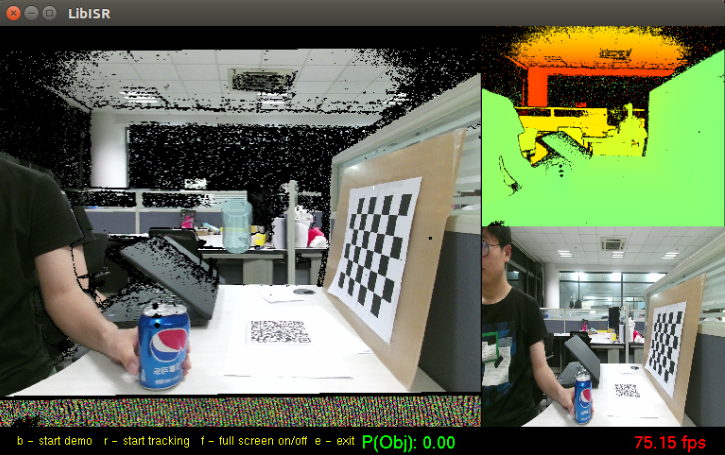 LibISR
b - start demo r - start tracking f - full screen on/off e - exit P(Obj): 0.00 75.15 fps